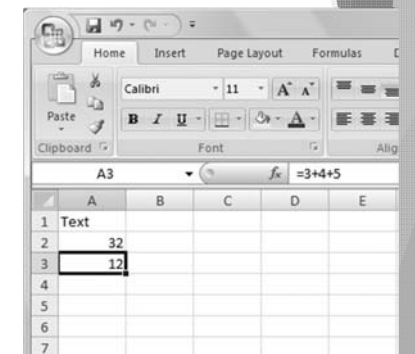 Home Insert Page Layout Formulas
Calibri 11 A A
Paste B I U A
Clipboard Font Alig
A3 fx =3+4+5
A B C D E
1 Text
2 32
3 12
4
5
6
7